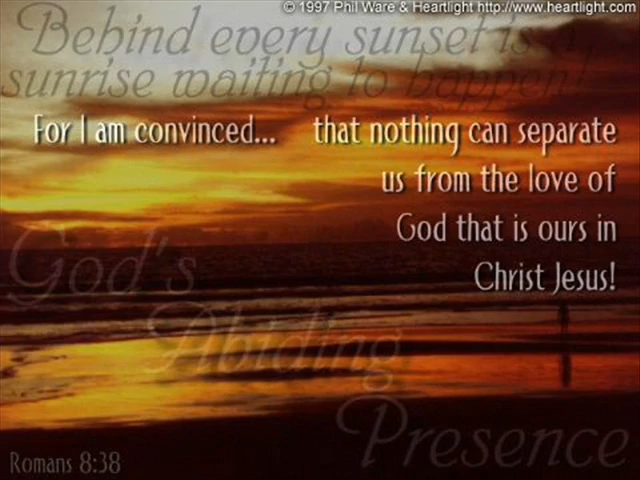 © 1997 Phil Ware & Heartlight http://www.heartlight.com
Behind every sunset is a
sunrise waiting to happen!
For I am convinced... that nothing can separate
us from the love of
God that is ours in
Christ Jesus!
God's
Abiding
Presence
Romans 8:38